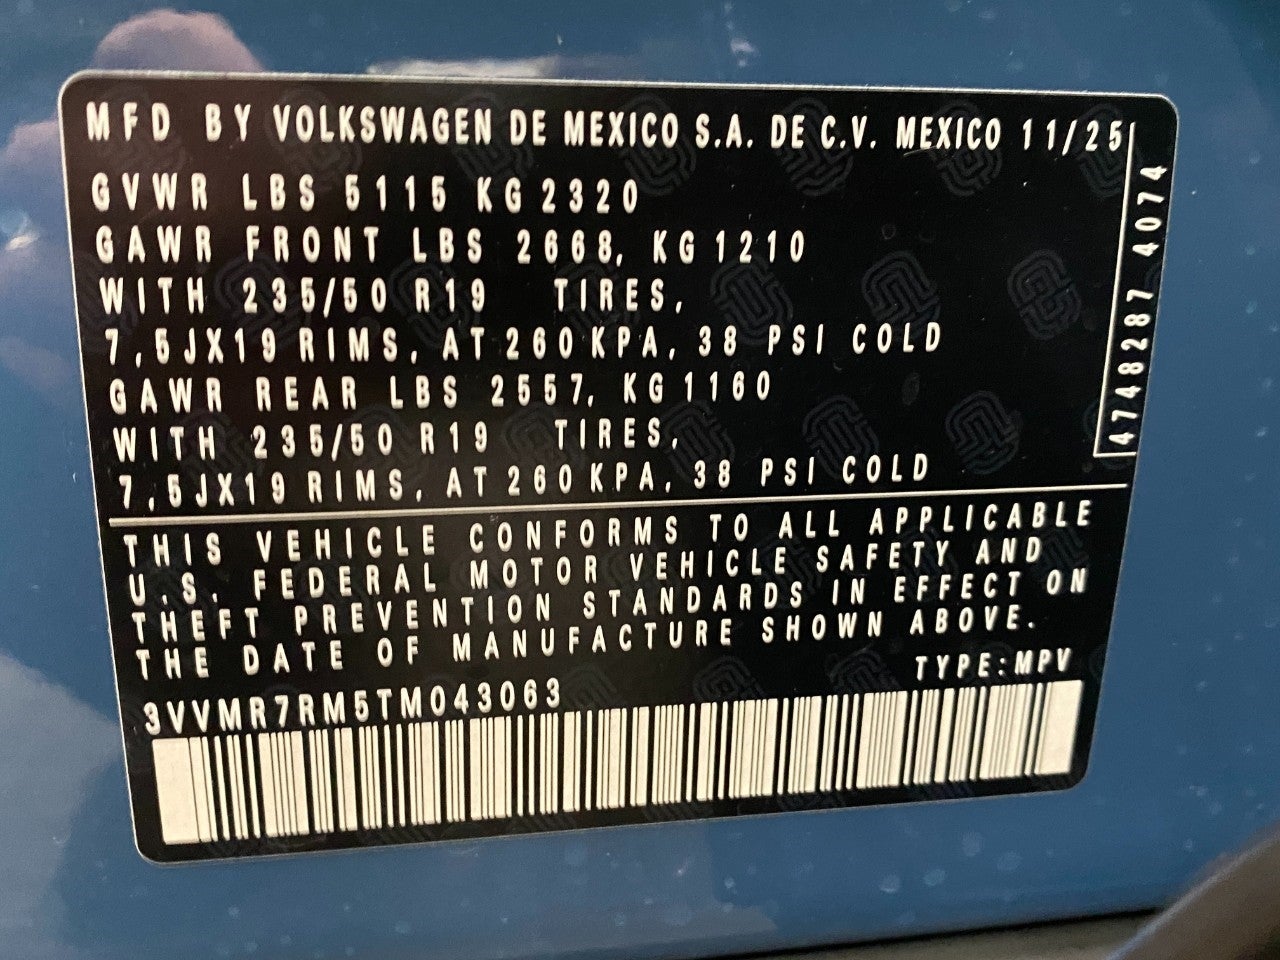 MFD BY VOLKSWAGEN DE MEXICO S.A. DE C.V. MEXICO 11/25
GVWR LBS 5115 KG 2320
GAWR FRONT LBS 2668, KG 1210
WITH 235/50 R19 TIRES,
7,5JX19 RIMS, AT 260 KPA, 38 PSI COLD
GAWR REAR LBS 2557, KG 1160
WITH 235/50 R19 TIRES,
7,5JX19 RIMS, AT 260 KPA, 38 PSI COLD
4748287 4074
THIS VEHICLE CONFORMS TO ALL APPLICABLE
U.S. FEDERAL MOTOR VEHICLE SAFETY AND
THEFT PREVENTION STANDARDS IN EFFECT ON
THE DATE OF MANUFACTURE SHOWN ABOVE.
TYPE:MPV
3VVMR7RM5TM043063